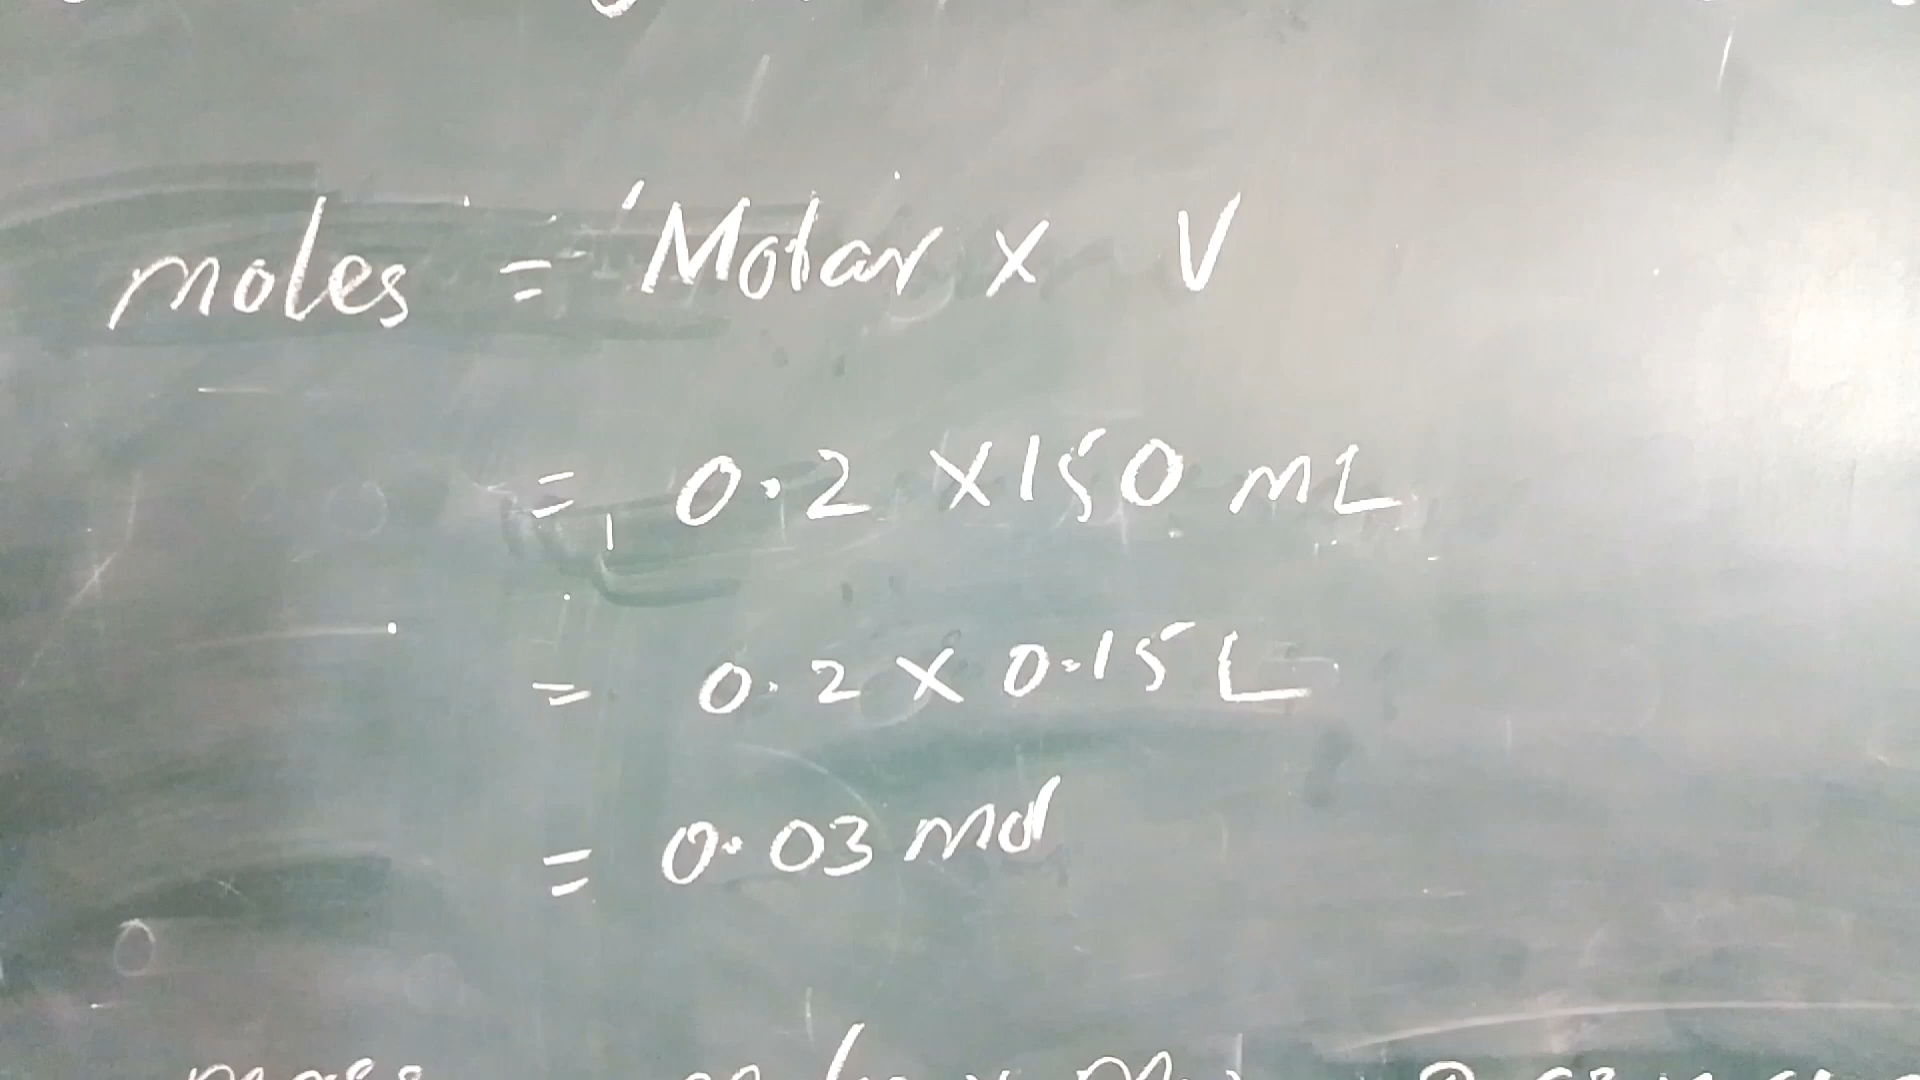 moles = Molar x V
= 0.2 x 150 mL
= 0.2 x 0.15 L
= 0.03 mol